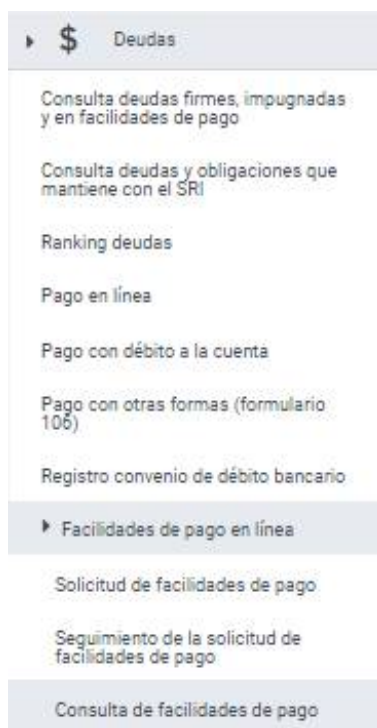 $ Deudas
Consulta deudas firmes, impugnadas
y en facilidades de pago
Consulta deudas y obligaciones que
mantiene con el SRI
Ranking deudas
Pago en línea
Pago con débito a la cuenta
Pago con otras formas (formulario
106)
Registro convenio de débito bancario
Facilidades de pago en línea
Solicitud de facilidades de pago
Seguimiento de la solicitud de
facilidades de pago
Consulta de facilidades de pago